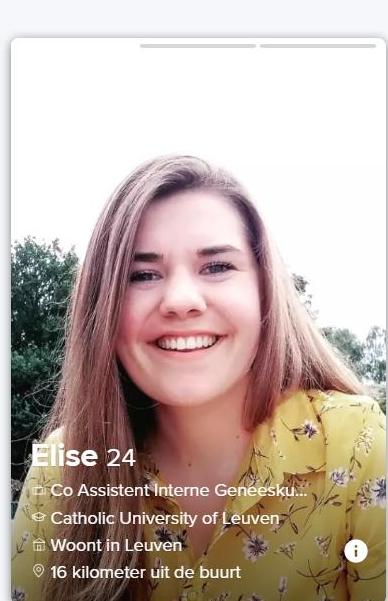 Elise 24
Co Assistent Interne Geneesku...
Catholic University of Leuven
Woont in Leuven
16 kilometer uit de buurt